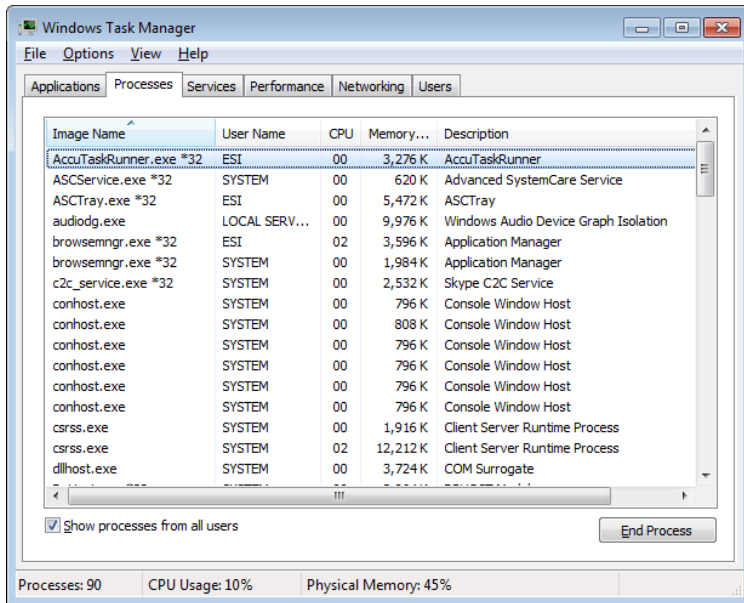 Windows Task Manager
File Options View Help
Applications Processes Services Performance Networking Users
Image Name User Name CPU Memory... Description
AccuTaskRunner.exe *32 ESI 00 3,276 K AccuTaskRunner
ASCService.exe *32 SYSTEM 00 620 K Advanced SystemCare Service
ASCTray.exe *32 ESI 00 5,472 K ASCTray
audiodg.exe LOCAL SERV... 00 9,976 K Windows Audio Device Graph Isolation
browsemngr.exe *32 ESI 02 3,596 K Application Manager
browsemngr.exe *32 SYSTEM 00 1,984 K Application Manager
c2c_service.exe *32 SYSTEM 00 2,532 K Skype C2C Service
conhost.exe SYSTEM 00 796 K Console Window Host
conhost.exe SYSTEM 00 808 K Console Window Host
conhost.exe SYSTEM 00 796 K Console Window Host
conhost.exe SYSTEM 00 796 K Console Window Host
conhost.exe SYSTEM 00 796 K Console Window Host
conhost.exe SYSTEM 00 796 K Console Window Host
csrss.exe SYSTEM 00 1,916 K Client Server Runtime Process
csrss.exe SYSTEM 02 12,212 K Client Server Runtime Process
dllhost.exe SYSTEM 00 3,724 K COM Surrogate
Show processes from all users
End Process
Processes: 90 CPU Usage: 10% Physical Memory: 45%